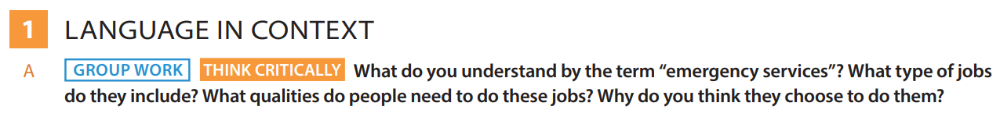 1 LANGUAGE IN CONTEXT
A GROUP WORK THINK CRITICALLY What do you understand by the term “emergency services”? What type of jobs
do they include? What qualities do people need to do these jobs? Why do you think they choose to do them?